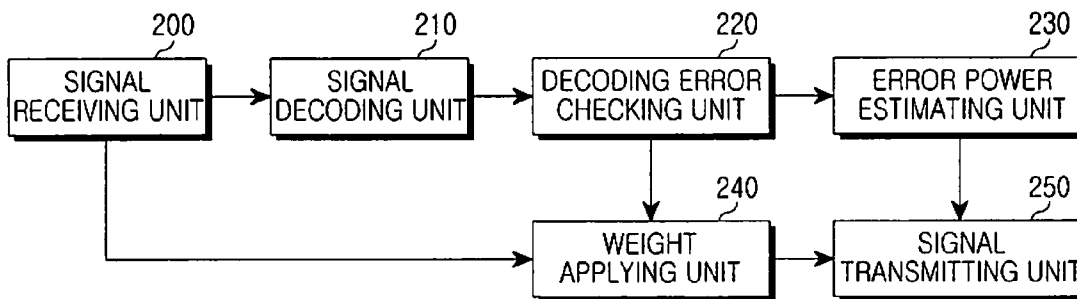 200
210
220
230
SIGNAL
RECEIVING UNIT
SIGNAL
DECODING UNIT
DECODING ERROR
CHECKING UNIT
ERROR POWER
ESTIMATING UNIT
240
250
WEIGHT
APPLYING UNIT
SIGNAL
TRANSMITTING UNIT